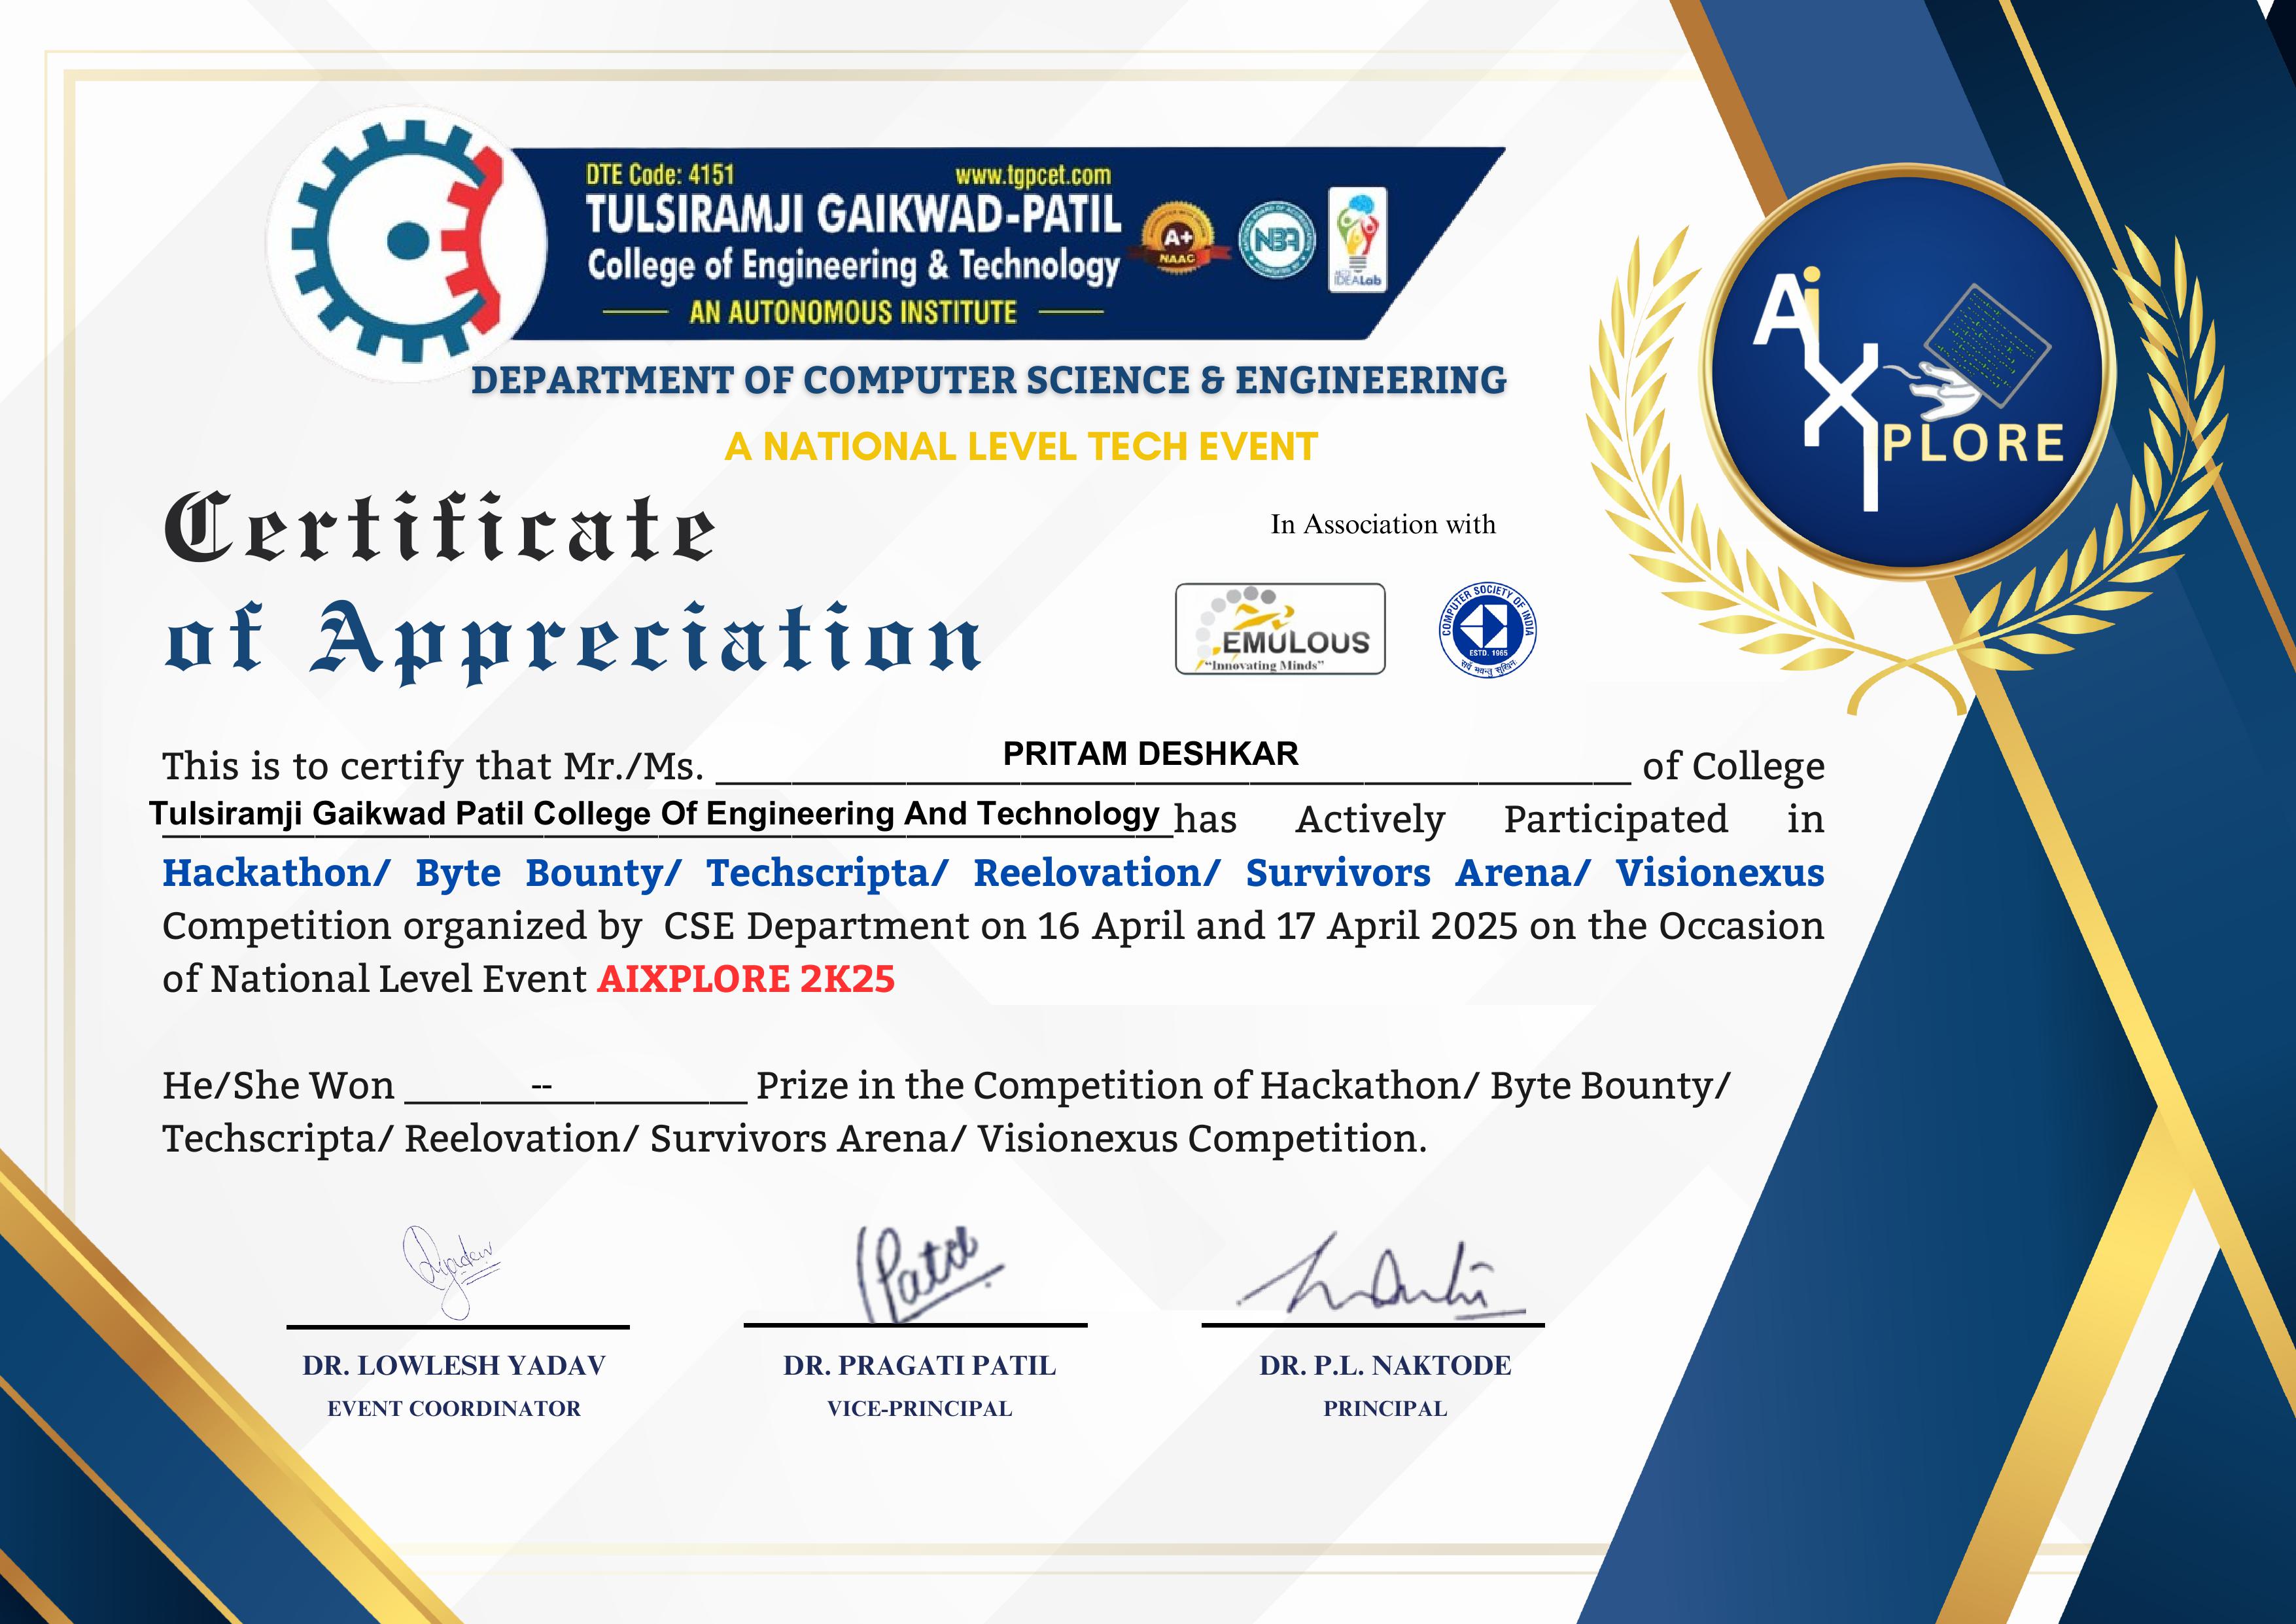 DTE Code: 4151 www.tgpcet.com
TULSIRAMJI GAIKWAD-PATIL
College of Engineering & Technology
AN AUTONOMOUS INSTITUTE
A+
NAAC
NBA
IDEALab
DEPARTMENT OF COMPUTER SCIENCE & ENGINEERING
A NATIONAL LEVEL TECH EVENT
AiXPLORE
Certificate
of Appreciation
In Association with
EMULOUS
"Innovating Minds"
COMPUTER SOCIETY OF INDIA
ESTD. 1965
This is to certify that Mr./Ms. PRITAM DESHKAR of College
Tulsiramji Gaikwad Patil College Of Engineering And Technology has Actively Participated in
Hackathon/ Byte Bounty/ Techscripta/ Reelovation/ Survivors Arena/ Visionexus
Competition organized by CSE Department on 16 April and 17 April 2025 on the Occasion
of National Level Event AIXPLORE 2K25
He/She Won -- Prize in the Competition of Hackathon/ Byte Bounty/
Techscripta/ Reelovation/ Survivors Arena/ Visionexus Competition.
Patil
DR. LOWLESH YADAV DR. PRAGATI PATIL DR. P.L. NAKTODE
EVENT COORDINATOR VICE-PRINCIPAL PRINCIPAL